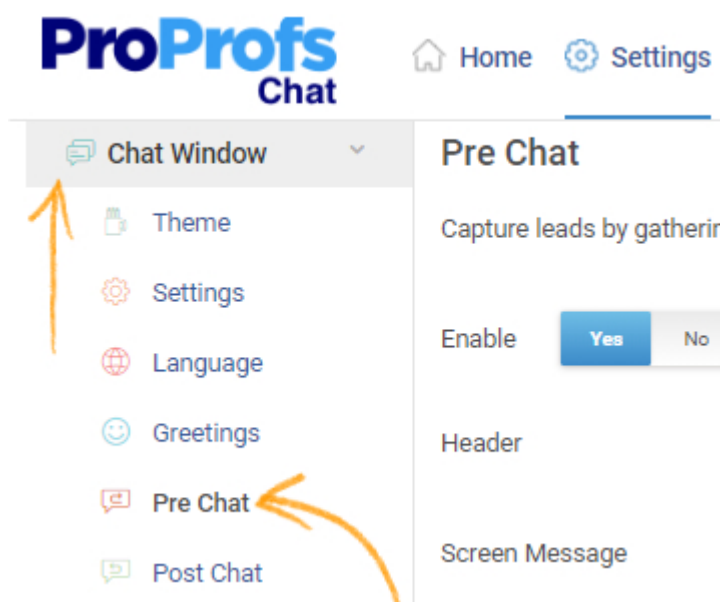 ProProfs
Chat
Home
Settings
Chat Window
Theme
Settings
Language
Greetings
Pre Chat
Post Chat
Pre Chat
Capture leads by
Enable
Yes
No
Header
Screen Message